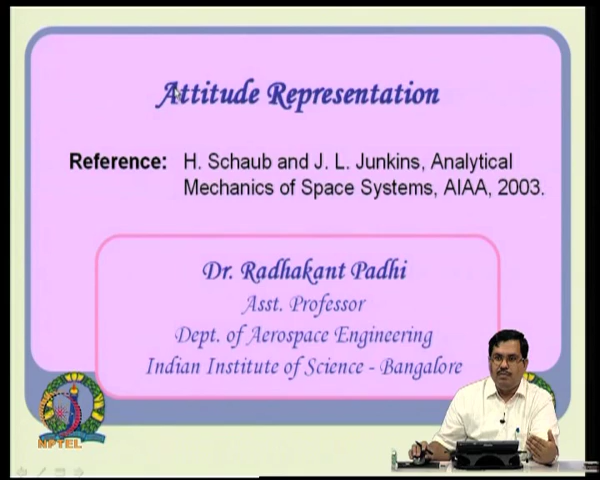 Attitude Representation
Reference: H. Schaub and J. L. Junkins, Analytical
Mechanics of Space Systems, AIAA, 2003.
Dr. Radhakant Padhi
Asst. Professor
Dept. of Aerospace Engineering
Indian Institute of Science - Bangalore
NPTEL